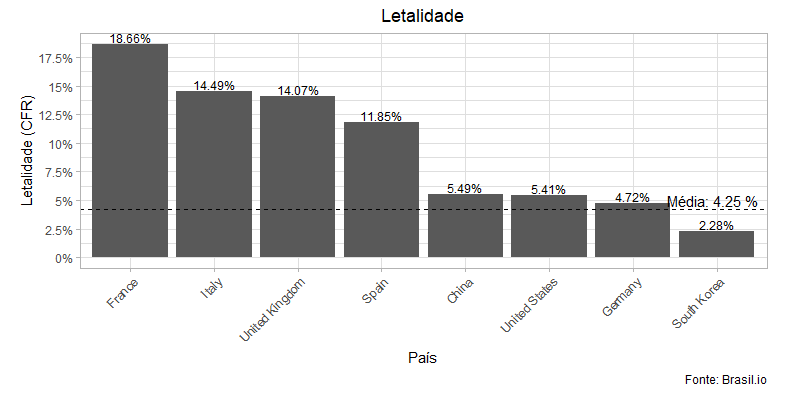 Letalidade
Letalidade (CFR)
17.5%
15%
12.5%
10%
7.5%
5%
2.5%
0%
18.66%
14.49%
14.07%
11.85%
5.49%
5.41%
4.72%
2.28%
Média: 4.25 %
France
Italy
United Kingdom
Spain
China
United States
Germany
South Korea
País
Fonte: Brasil.io